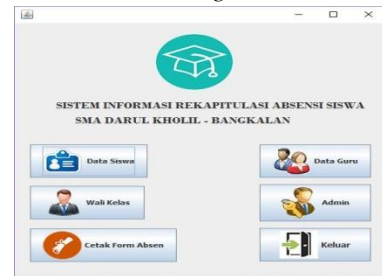 SISTEM INFORMASI REKAPITULASI ABSENSI SISWA
SMA DARUL KHOLIL - BANGKALAN
Data Siswa
Data Guru
Wali Kelas
Admin
Cetak Form Absen
Keluar